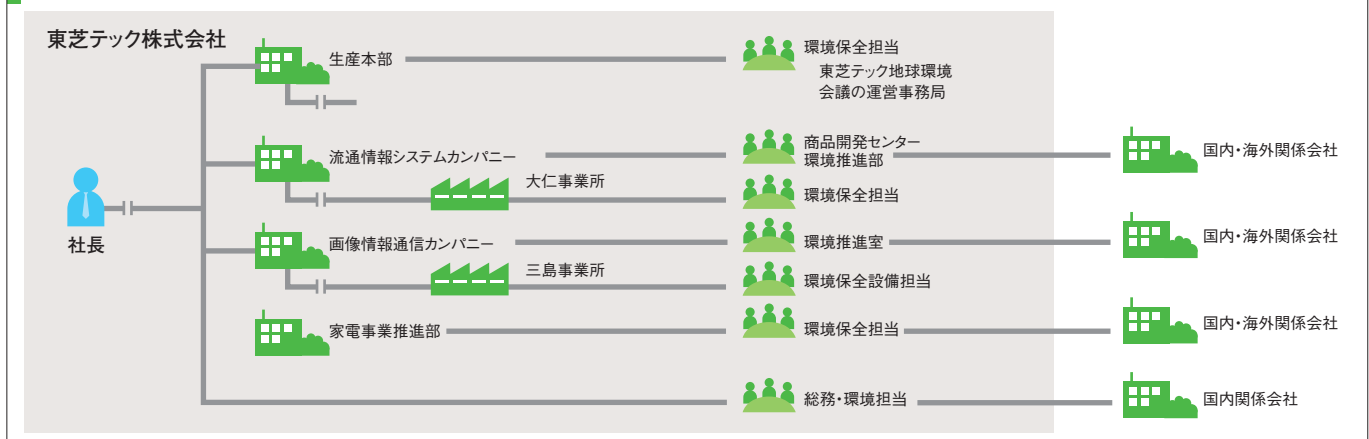 東芝テック株式会社
生産本部
環境保全担当
東芝テック地球環境
会議の運営事務局
流通情報システムカンパニー
商品開発センター
環境推進部
国内・海外関係会社
大仁事業所
環境保全担当
社長
画像情報通信カンパニー
環境推進室
国内・海外関係会社
三島事業所
環境保全設備担当
家電事業推進部
環境保全担当
国内・海外関係会社
総務・環境担当
国内関係会社